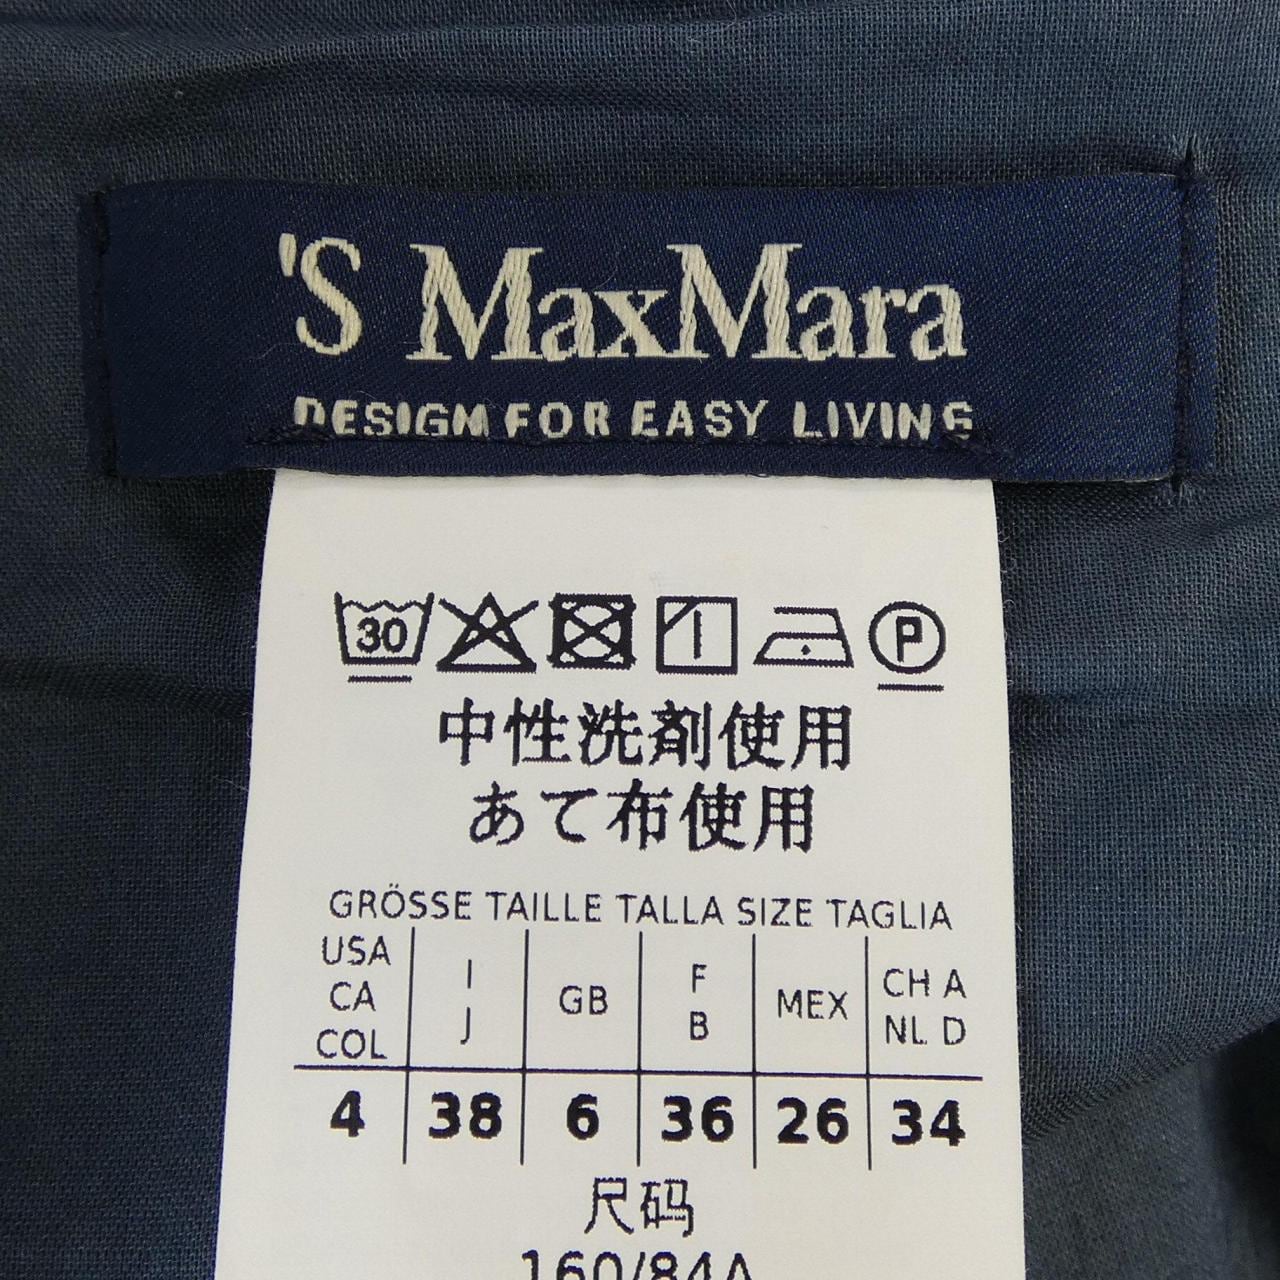 'S MaxMara
DESIGN FOR EASY LIVING
30 P
中性洗剤使用
あて布使用
GRÖSSE TAILLE TALLA SIZE TAGLIA
USA CA COL I J GB F B MEX CH A NL D
4 38 6 36 26 34
尺码
160/84A